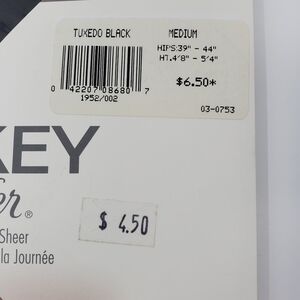 TUXEDO BLACK MEDIUM
HIPS:39" - 44"
HT.4'8" - 5'4"
$6.50*
0 42207 08680 7
1952/002 03-0753
KEY
er®
Sheer
la Journée
$ 4.50